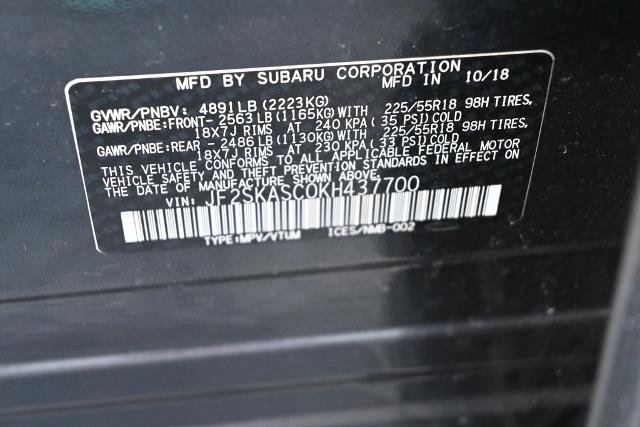 MFD BY SUBARU CORPORATION
MFD IN 10/18
GVWR/PNBV: 4891LB(2223KG)
GAWR/PNBE:FRONT-2563LB(1165KG)WITH 225/55R18 98H TIRES,
18X7J RIMS AT 240 KPA(35 PSI)COLD
GAWR/PNBE:REAR -2486LB(1130KG)WITH 225/55R18 98H TIRES,
18X7J RIMS AT 230 KPA(33 PSI)COLD
THIS VEHICLE CONFORMS TO ALL APPLICABLE FEDERAL MOTOR
VEHICLE SAFETY AND THEFT PREVENTION STANDARDS IN EFFECT
ON THE DATE OF MANUFACTURE SHOWN ABOVE.
VIN: JF2SKASC0KH437700
TYPE:MPV/VTUM ICES/NMB-002